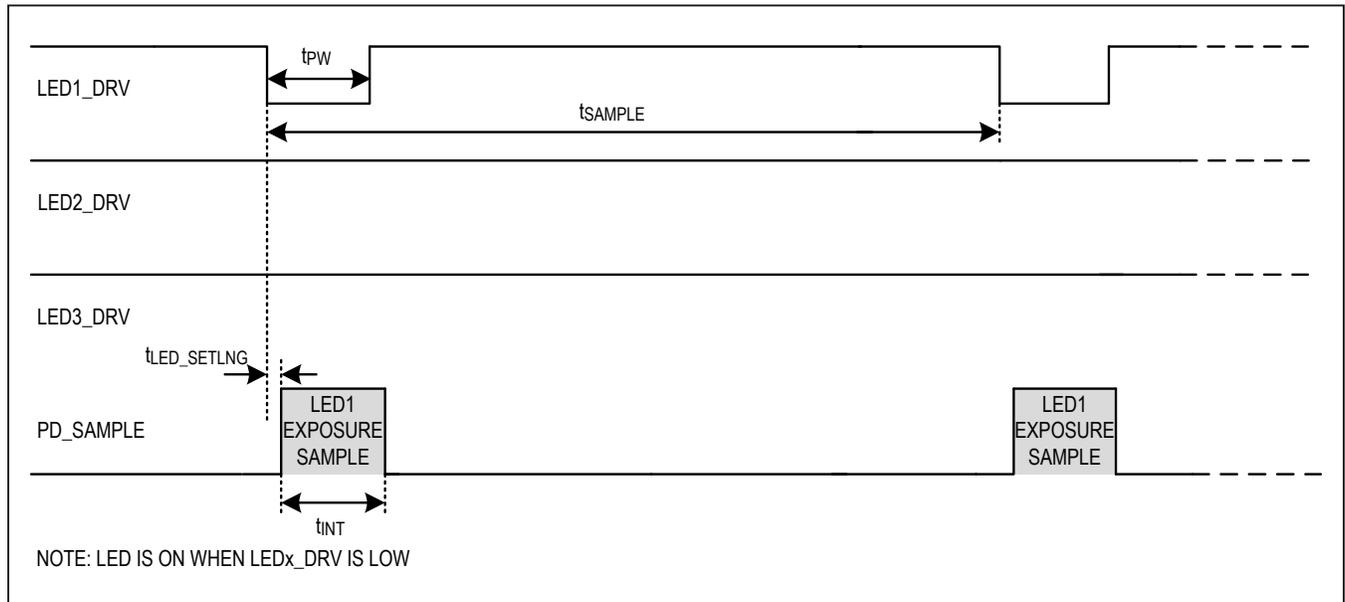 tPW
LED1_DRV
tSAMPLE
LED2_DRV
LED3_DRV
tLED_SETLNG
LED1
EXPOSURE
SAMPLE
LED1
EXPOSURE
SAMPLE
PD_SAMPLE
tINT
NOTE: LED IS ON WHEN LEDx_DRV IS LOW